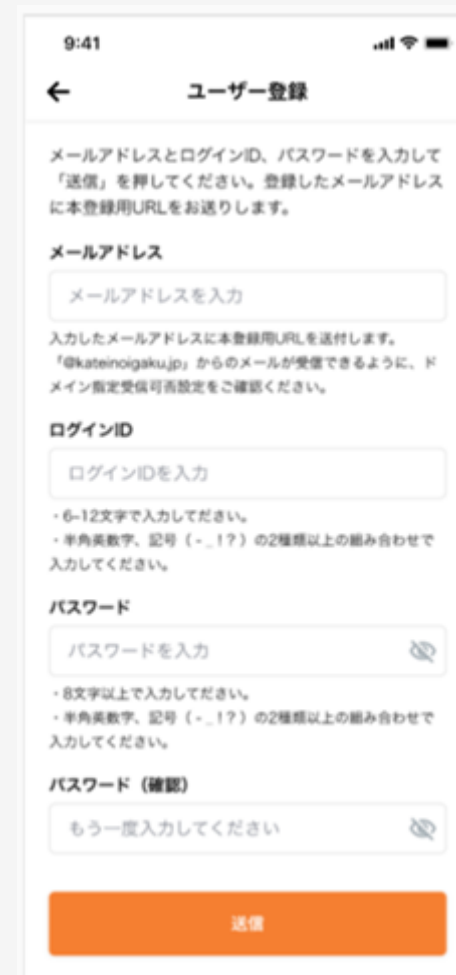 9:41
ユーザー登録
メールアドレスとログインID、パスワードを入力して
「送信」を押してください。登録したメールアドレス
に本登録用URLをお送りします。
メールアドレス
メールアドレスを入力
入力したメールアドレスに本登録用URLを送付します。
「@kateinoigaku.jp」からのメールが受信できるように、ド
メイン指定受信可否設定をご確認ください。
ログインID
ログインIDを入力
・6-12文字で入力してださい。
・半角英数字、記号（ - _ ! ? ）の2種類以上の組み合わせで
入力してください。
パスワード
パスワードを入力
・8文字以上で入力してださい。
・半角英数字、記号（ - _ ! ? ）の2種類以上の組み合わせで
入力してください。
パスワード（確認）
もう一度入力してください
送信